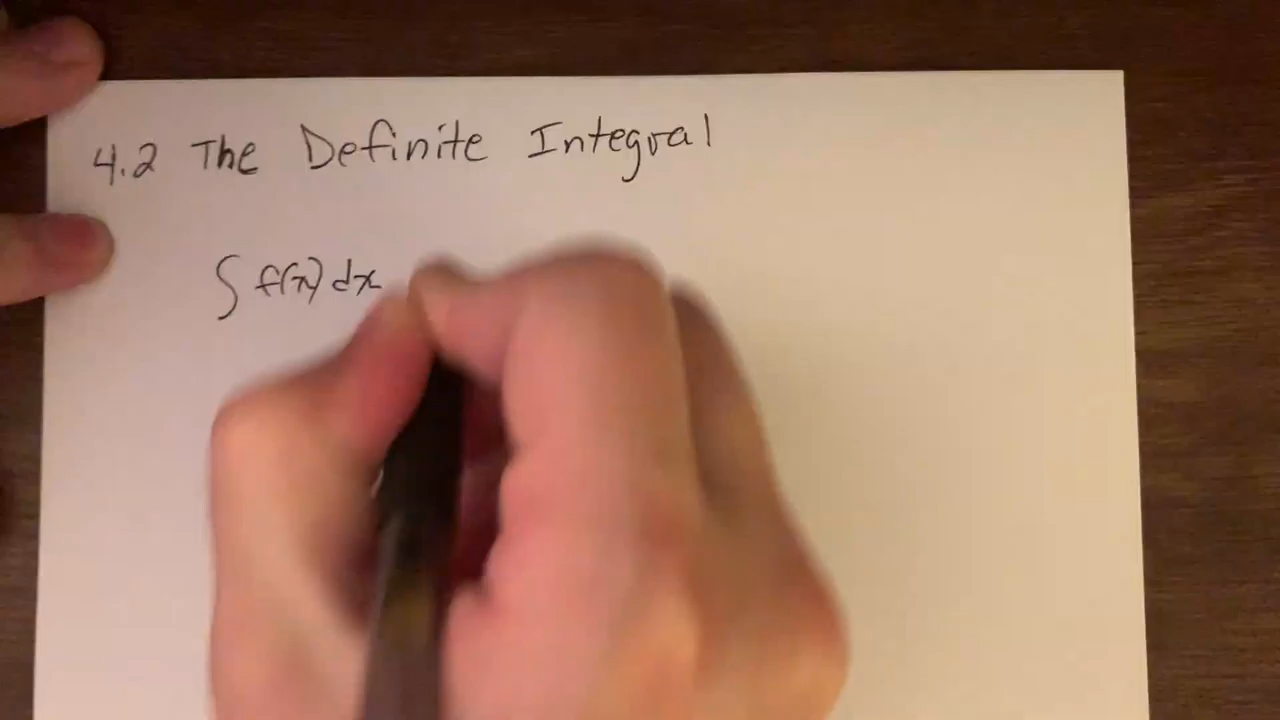 4.2 The Definite Integral
∫ f(x) dx